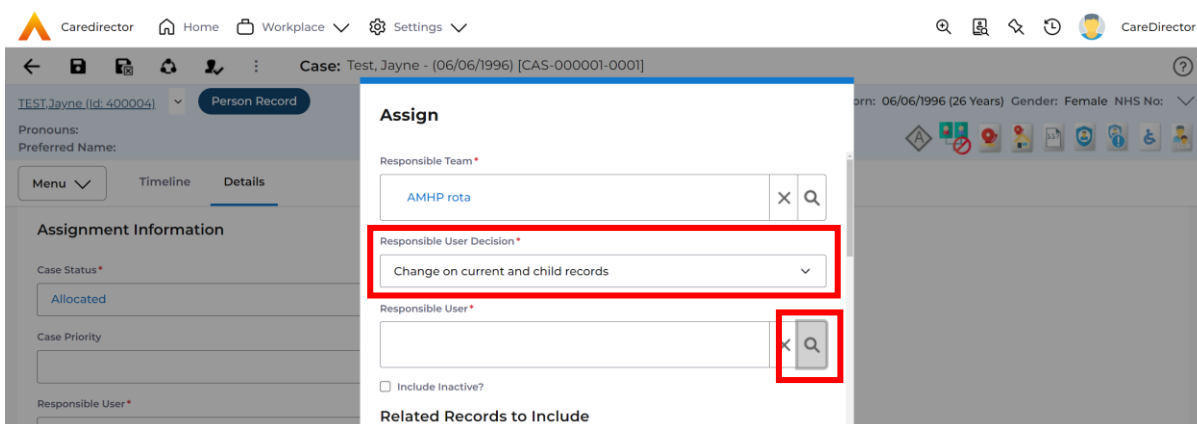 Caredirector Home Workplace Settings CareDirector
Case: Test, Jayne - (06/06/1996) [CAS-000001-0001]
TEST,Jayne (Id: 400004) Person Record orn: 06/06/1996 (26 Years) Gender: Female NHS No:
Pronouns:
Preferred Name:
Menu Timeline Details
Assignment Information
Case Status*
Allocated
Case Priority
Responsible User*
Assign
Responsible Team*
AMHP rota
Responsible User Decision*
Change on current and child records
Responsible User*
Include Inactive?
Related Records to Include